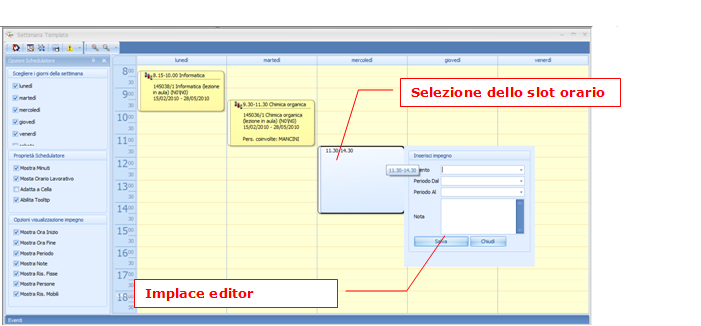 Settimana Template
Opzioni Schedulatore
Scegliere i giorni della settimana
lunedì
martedì
mercoledì
giovedì
venerdì
Proprietà Schedulatore
Mostra Minuti
Mosta Orario Lavorativo
Adatta a Cella
Abilita Tooltip
Opzioni visualizzazione impegno
Mostra Ora Inizio
Mostra Ora Fine
Mostra Periodo
Mostra Note
Mostra Ris. Fisse
Mostra Persone
Mostra Ris. Mobili
lunedì martedì mercoledì giovedì venerdì
8 00
30
9 00
30
10 00
30
11 00
30
12 00
30
13 00
30
14 00
30
15 00
30
16 00
30
17 00
30
18 00
30
8.15-10.00 Informatica
145038/1 Informatica (lezione
in aula) (N0\N0)
15/02/2010 - 28/05/2010
9.30-11.30 Chimica organica
145036/1 Chimica organica
(lezione in aula) (N0\N0)
15/02/2010 - 28/05/2010
Pers. coinvolte: MANCINI
11.30-14.30
Selezione dello slot orario
Inserisci impegno
11.30-14.30
Periodo Dal
Periodo Al
Nota
Salva
Chiudi
Implace editor
Eventi